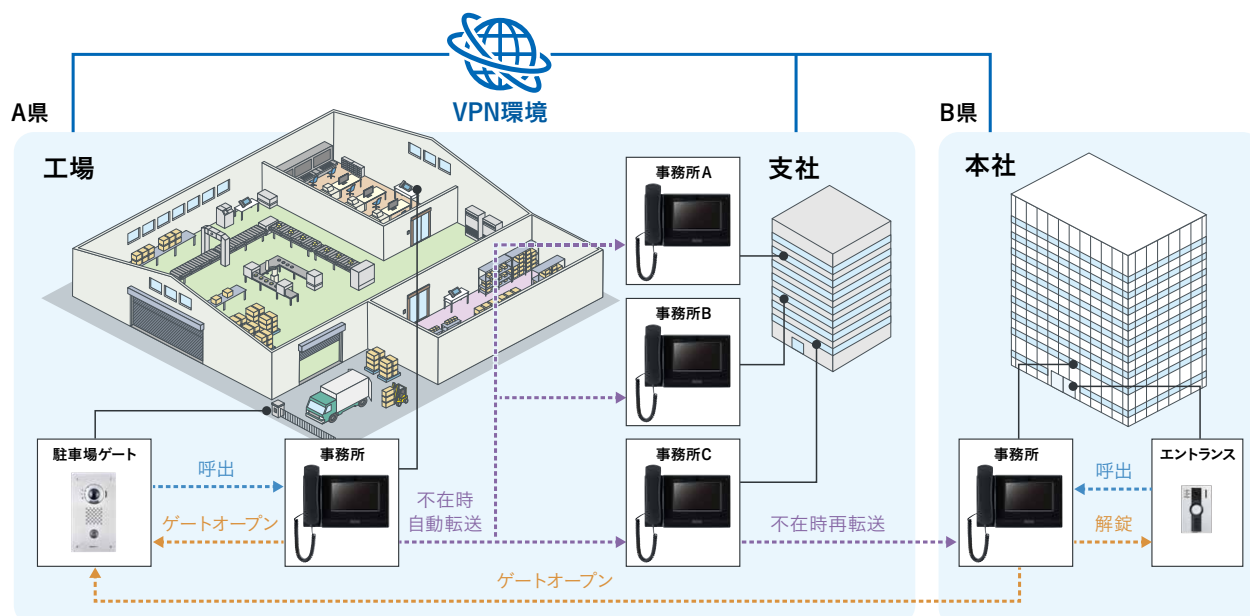 VPN環境
A県
B県
工場
支社
本社
事務所A
事務所B
事務所C
駐車場ゲート
呼出
ゲートオープン
事務所
不在時
自動転送
不在時再転送
事務所
呼出
解錠
エントランス
ゲートオープン